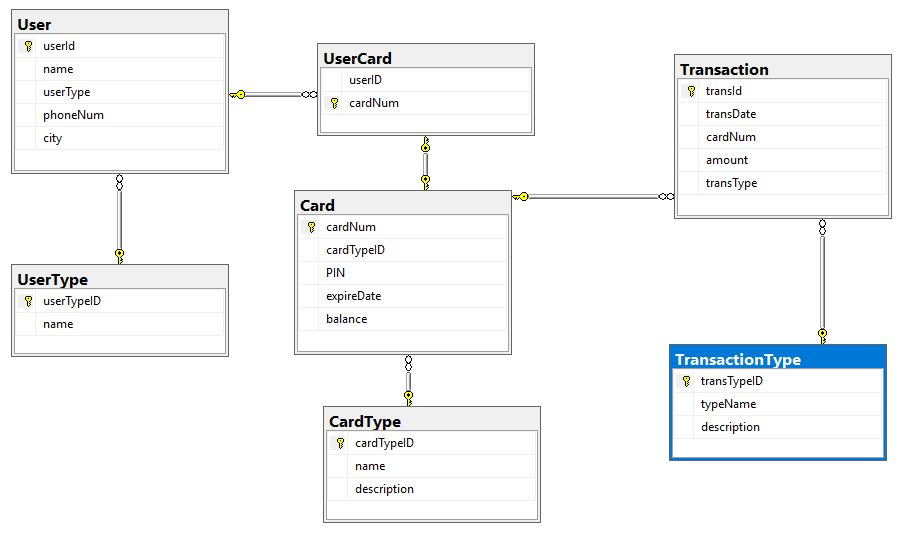 User
userId
name
userType
phoneNum
city
UserCard
userID
cardNum
Transaction
transId
transDate
cardNum
amount
transType
Card
cardNum
cardTypeID
PIN
expireDate
balance
UserType
userTypeID
name
TransactionType
transTypeID
typeName
description
CardType
cardTypeID
name
description